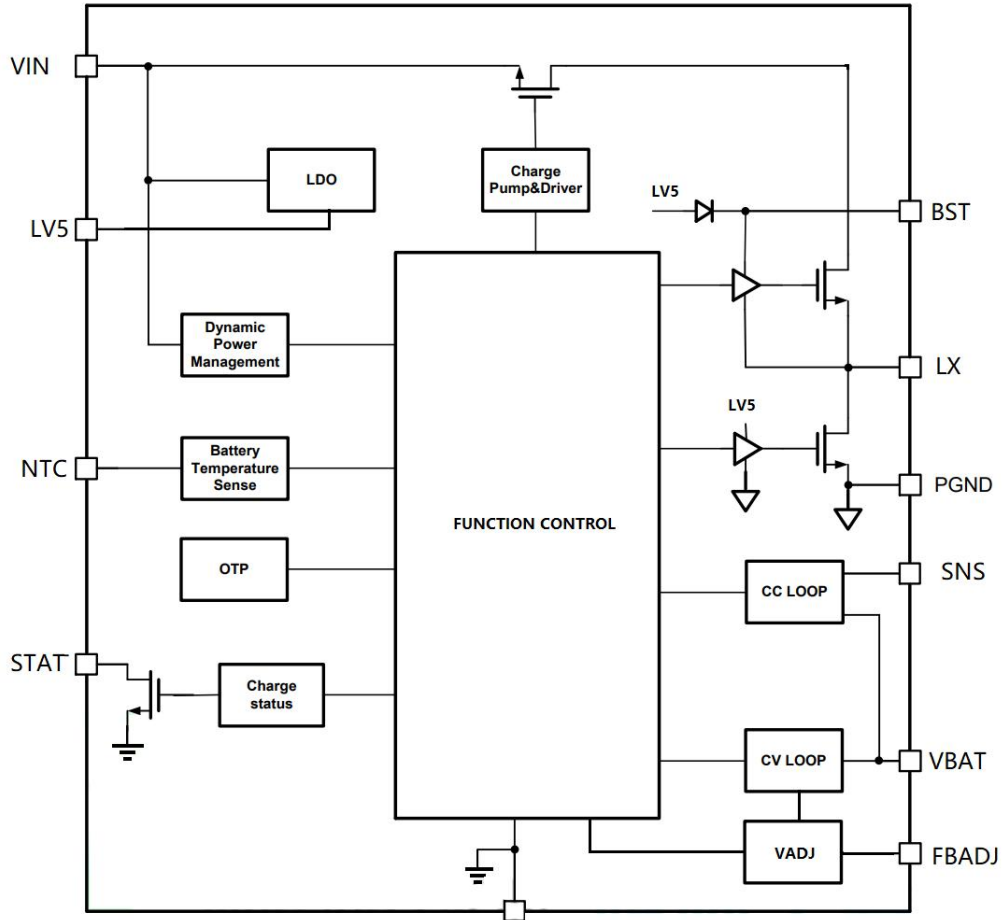 VIN
LDO
Charge
Pump&Driver
LV5
BST
LV5
Dynamic
Power
Management
LX
LV5
NTC
Battery
Temperature
Sense
PGND
FUNCTION CONTROL
OTP
SNS
CC LOOP
STAT
Charge
status
CV LOOP
VBAT
VADJ
FBADJ